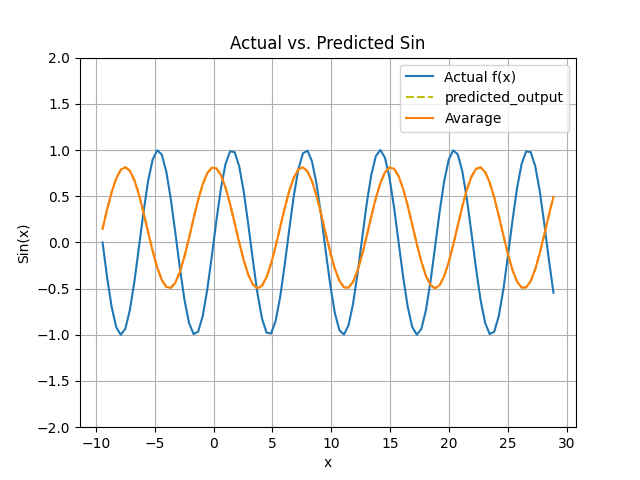 Actual vs. Predicted Sin
Actual f(x)
predicted_output
Avarage
2.0
1.5
1.0
0.5
0.0
−0.5
−1.0
−1.5
−2.0
Sin(x)
−10 −5 0 5 10 15 20 25 30
x